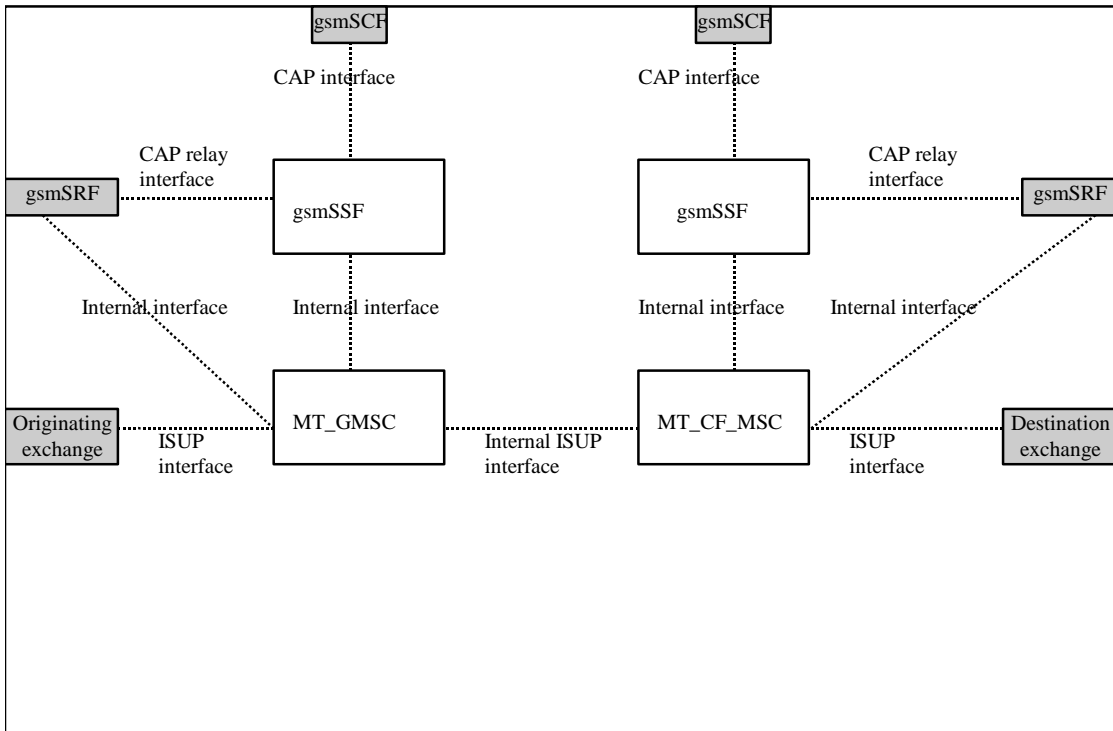 gsmSCF
gsmSCF
CAP interface
CAP interface
CAP relay
interface
CAP relay
interface
gsmSRF
gsmSSF
gsmSSF
gsmSRF
Internal interface
Internal interface
Internal interface
Internal interface
Originating
exchange
ISUP
interface
MT_GMSC
Internal ISUP
interface
MT_CF_MSC
ISUP
interface
Destination
exchange